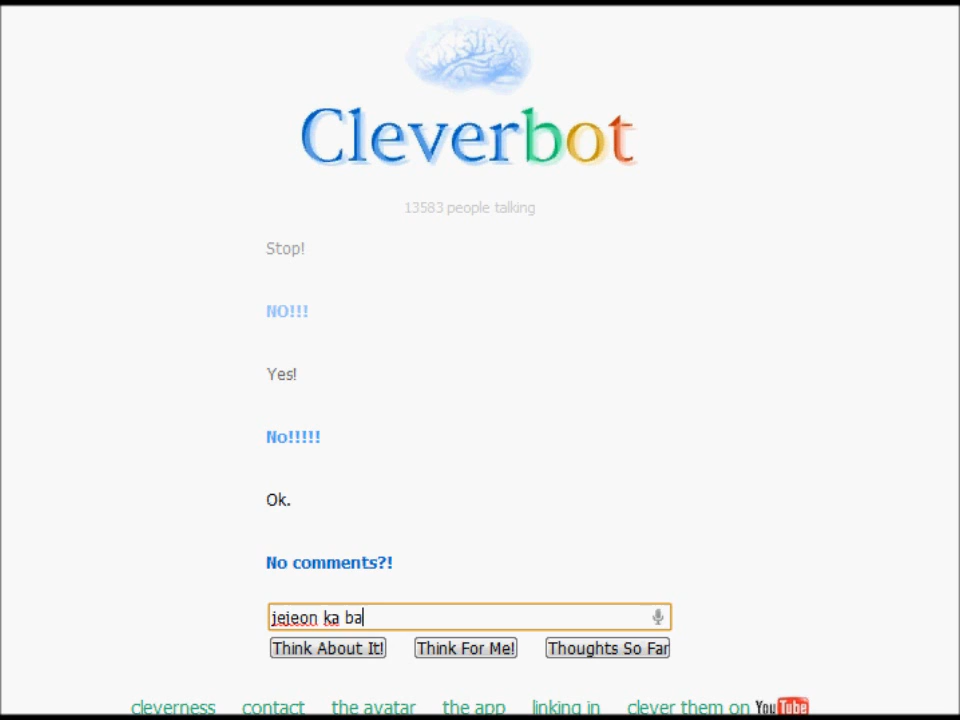 Cleverbot
13583 people talking
Stop!
NO!!!
Yes!
No!!!!!
Ok.
No comments?!
jejeon ka ba
Think About It! Think For Me! Thoughts So Far
cleverness contact the avatar the app linking in clever them on YouTube